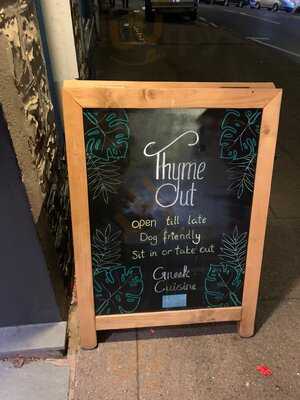 Thyme
Out
Open till late
Dog friendly
Sit in or take out
Greek
Cuisine